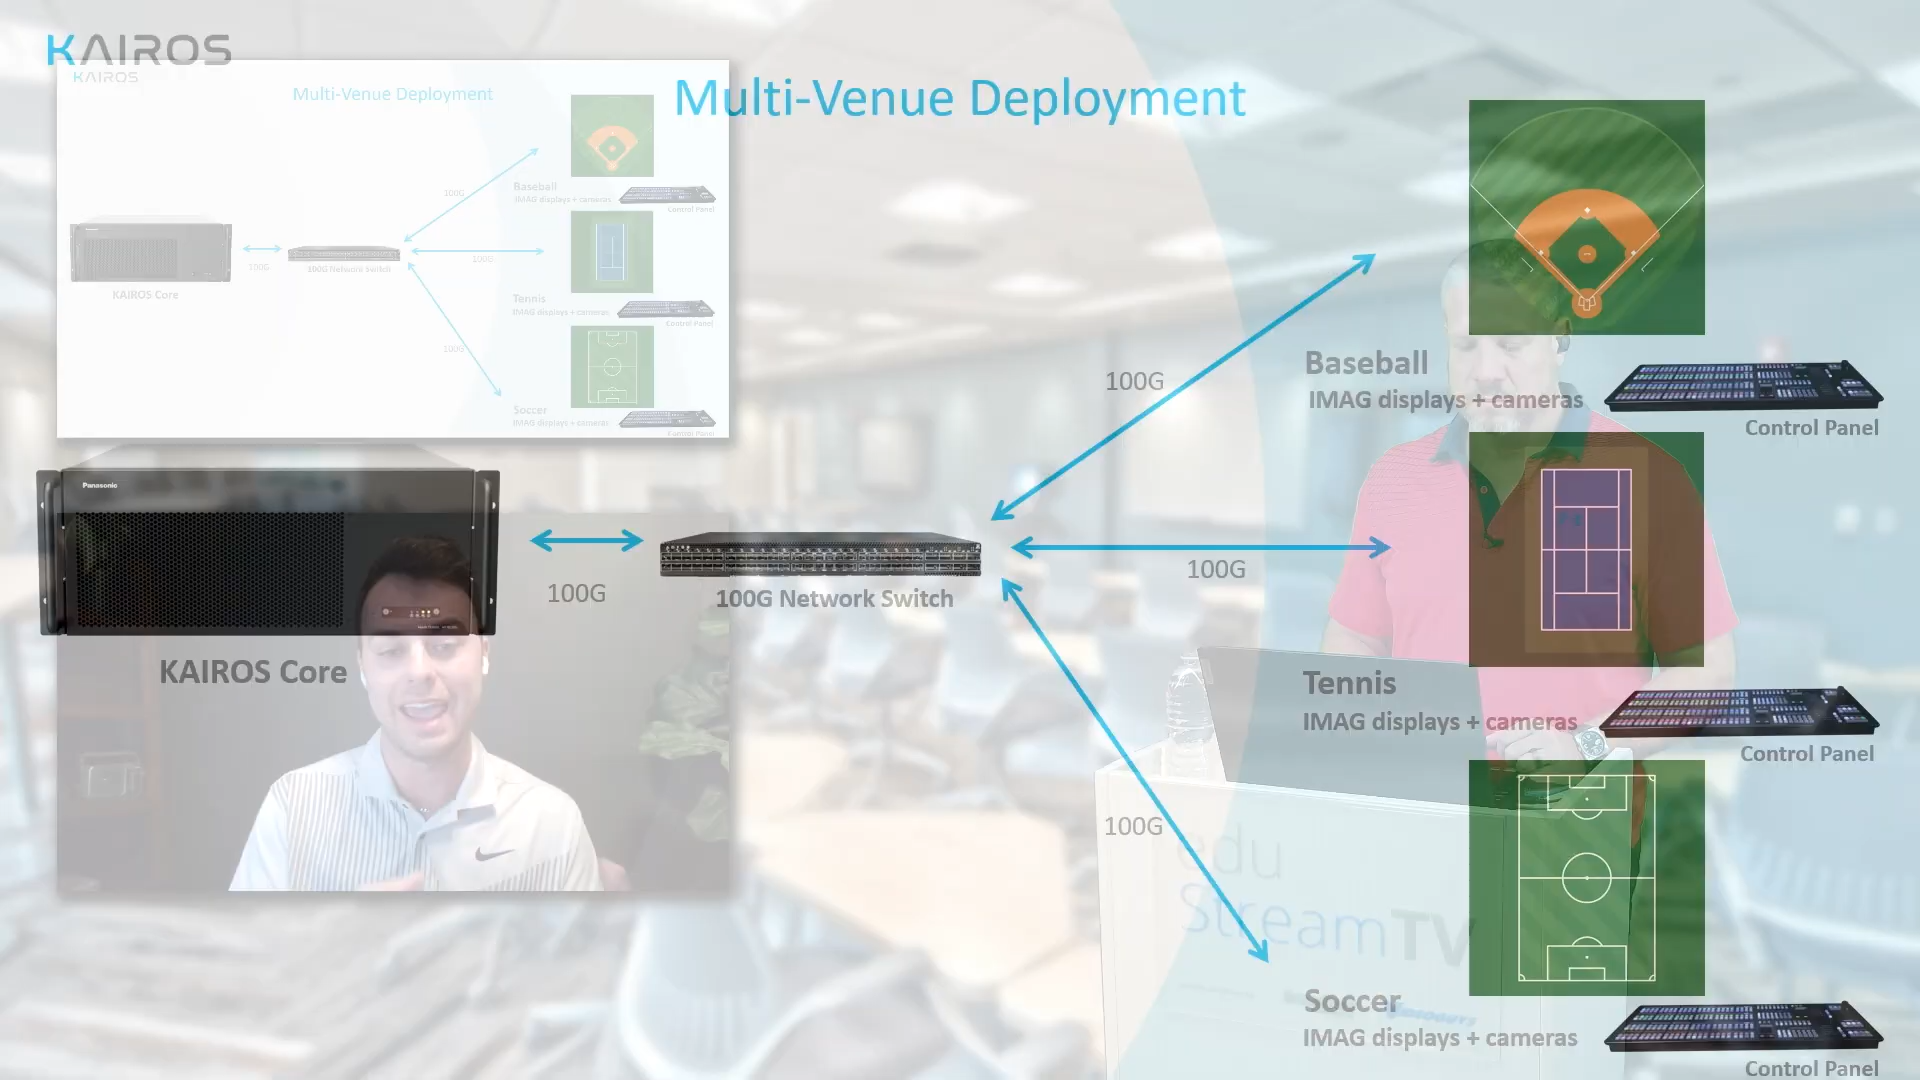 KAIROS
KAIROS
Multi-Venue Deployment
Multi-Venue Deployment
100G
Baseball
IMAG displays + cameras
Control Panel
100G
100G Network Switch
100G
KAIROS Core
Tennis
IMAG displays + cameras
Control Panel
100G
Soccer
IMAG displays + cameras
Control Panel
100G
Baseball
IMAG displays + cameras
Control Panel
Panasonic
100G
100G
100G Network Switch
KAIROS Core
Tennis
IMAG displays + cameras
Control Panel
100G
edu
StreamTV
Soccer
IMAG displays + cameras
Control Panel